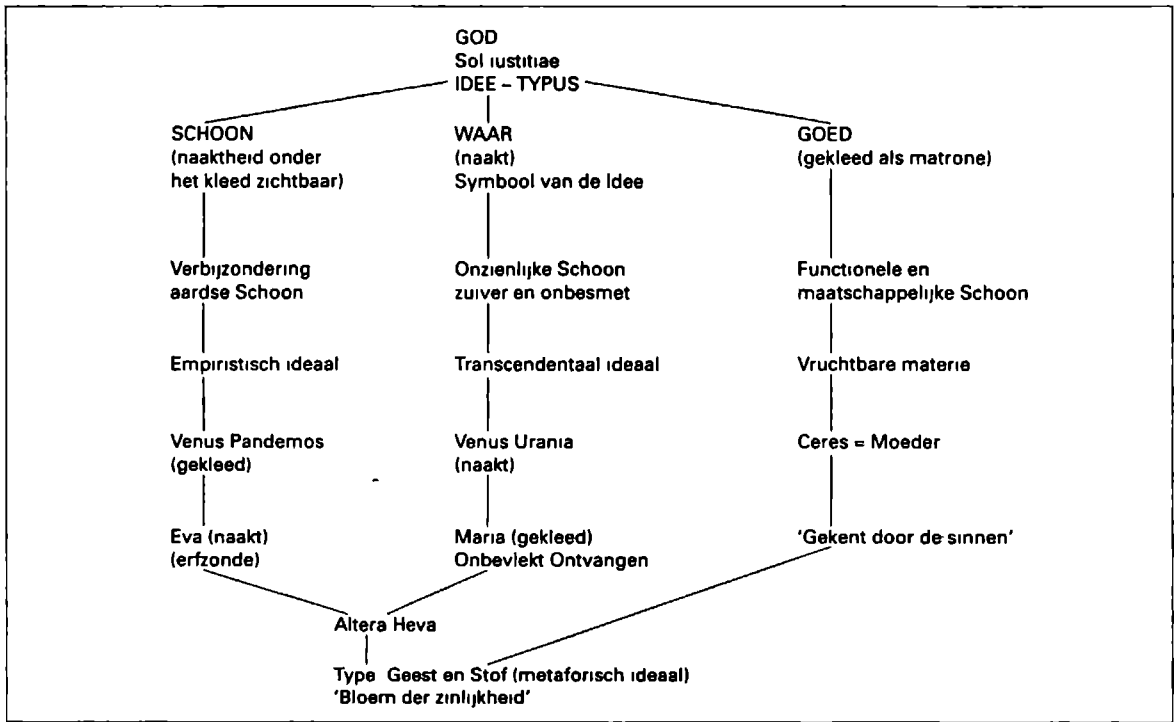 GOD
Sol iustitiae
IDEE – TYPUS
SCHOON
(naaktheid onder
het kleed zichtbaar)
WAAR
(naakt)
Symbool van de Idee
GOED
(gekleed als matrone)
Verbijzondering
aardse Schoon
Onzienlijke Schoon
zuiver en onbesmet
Functionele en
maatschappelijke Schoon
Empiristisch ideaal
Transcendentaal ideaal
Vruchtbare materie
Venus Pandemos
(gekleed)
Venus Urania
(naakt)
Ceres = Moeder
Eva (naakt)
(erfzonde)
Maria (gekleed)
Onbevlekt Ontvangen
'Gekent door de sinnen'
Altera Heva
Type Geest en Stof (metaforisch ideaal)
'Bloem der zinlijkheid'